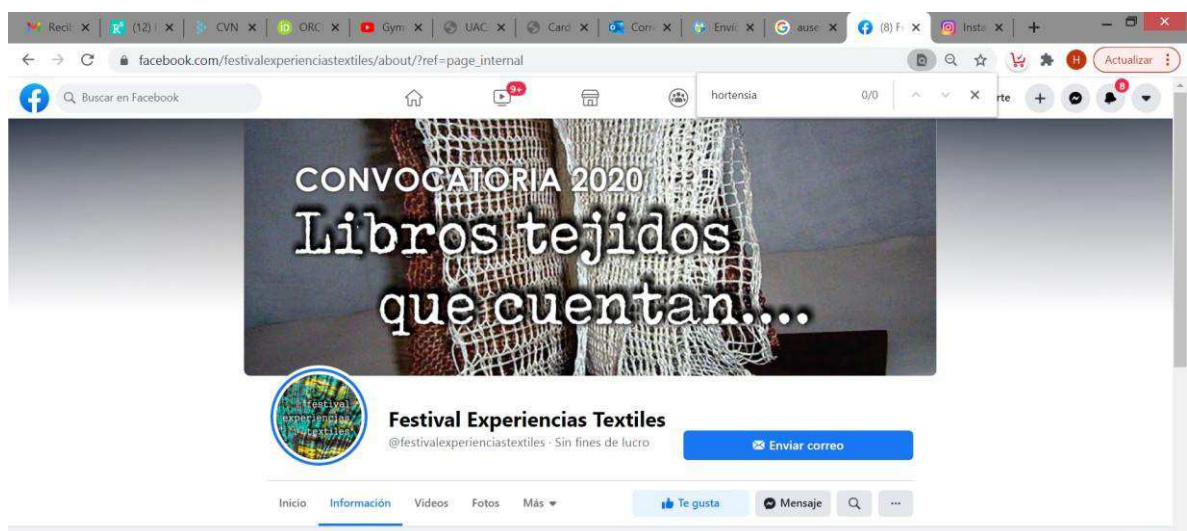 Recib (12) I CVN ORC Gym UAC Card Corr Envíc ause (8) F Insta
facebook.com/festivalexperienciastextiles/about/?ref=page_internal
H Actualizar
Buscar en Facebook 9+ hortensia 0/0 rte 8
CONVOCATORIA 2020
Libros tejidos
que cuentan....
festival
experiencias
textiles
Festival Experiencias Textiles
@festivalexperienciastextiles · Sin fines de lucro
Enviar correo
Inicio Información Videos Fotos Más Te gusta Mensaje